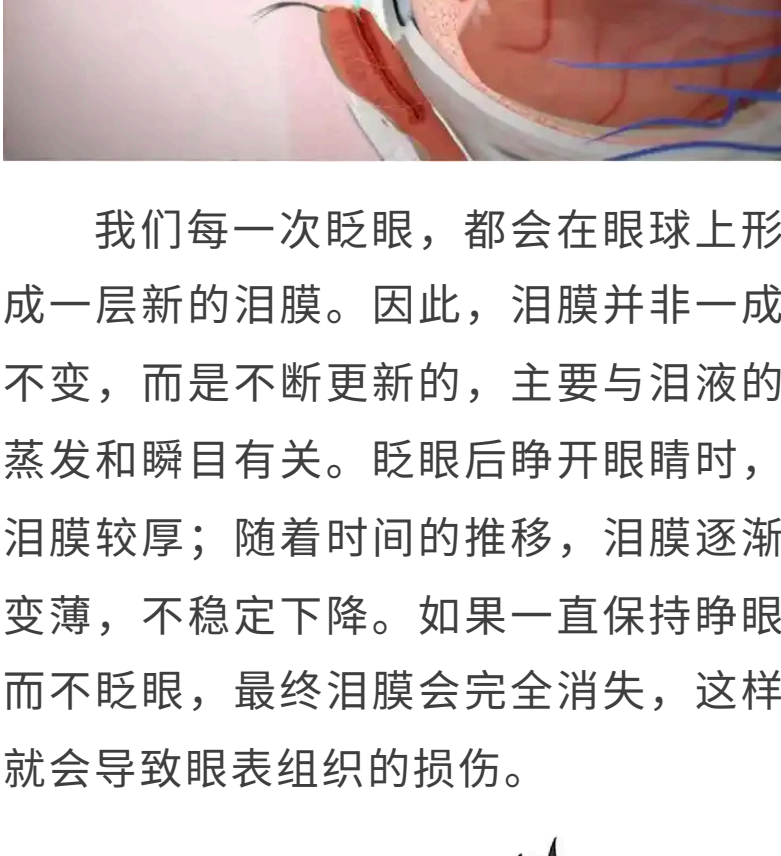 我们每一次眨眼，都会在眼球上形
成一层新的泪膜。因此，泪膜并非一成
不变，而是不断更新的，主要与泪液的
蒸发和瞬目有关。眨眼后睁开眼睛时，
泪膜较厚；随着时间的推移，泪膜逐渐
变薄，不稳定下降。如果一直保持睁眼
而不眨眼，最终泪膜会完全消失，这样
就会导致眼表组织的损伤。